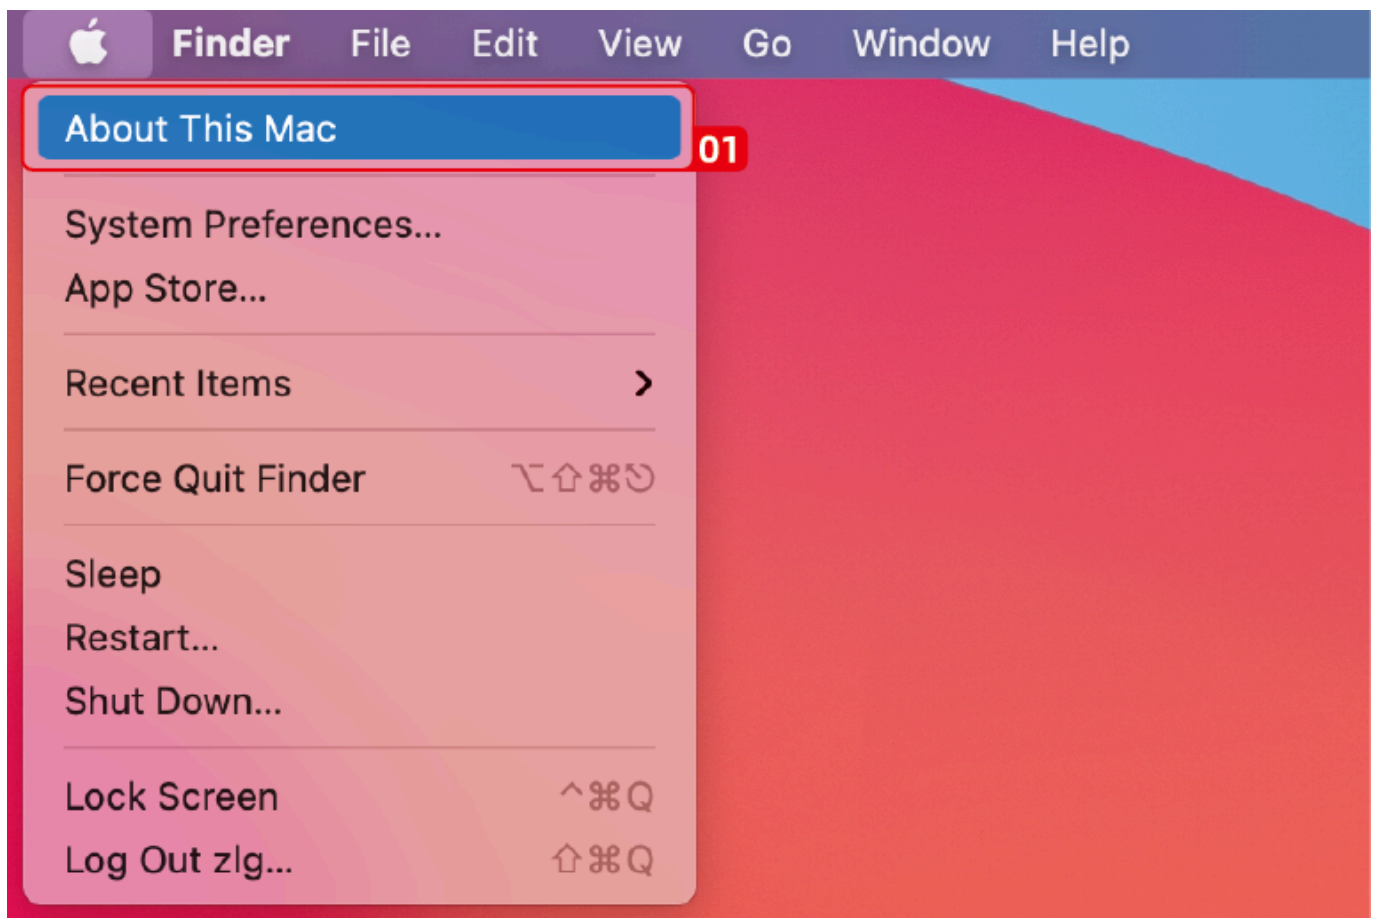 Finder File Edit View Go Window Help
About This Mac
01
System Preferences...
App Store...
Recent Items
Force Quit Finder ⌥⇧⌘⎋
Sleep
Restart...
Shut Down...
Lock Screen ^⌘Q
Log Out zlg... ⇧⌘Q